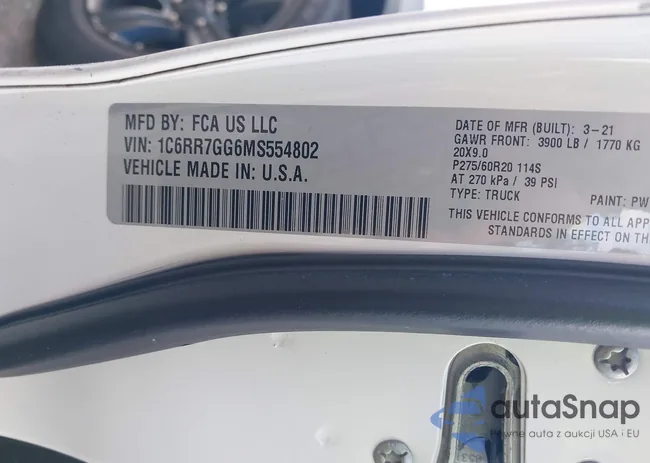 MFD BY: FCA US LLC
VIN: 1C6RR7GG6MS554802
VEHICLE MADE IN: U.S.A.
DATE OF MFR (BUILT): 3-21
GAWR FRONT: 3900 LB / 1770 KG
20X9.0
P275/60R20 114S
AT 270 kPa / 39 PSI
TYPE: TRUCK PAINT: PW
THIS VEHICLE CONFORMS TO ALL APP
STANDARDS IN EFFECT ON TH
autaSnap
Pewne auta z aukcji USA i EU